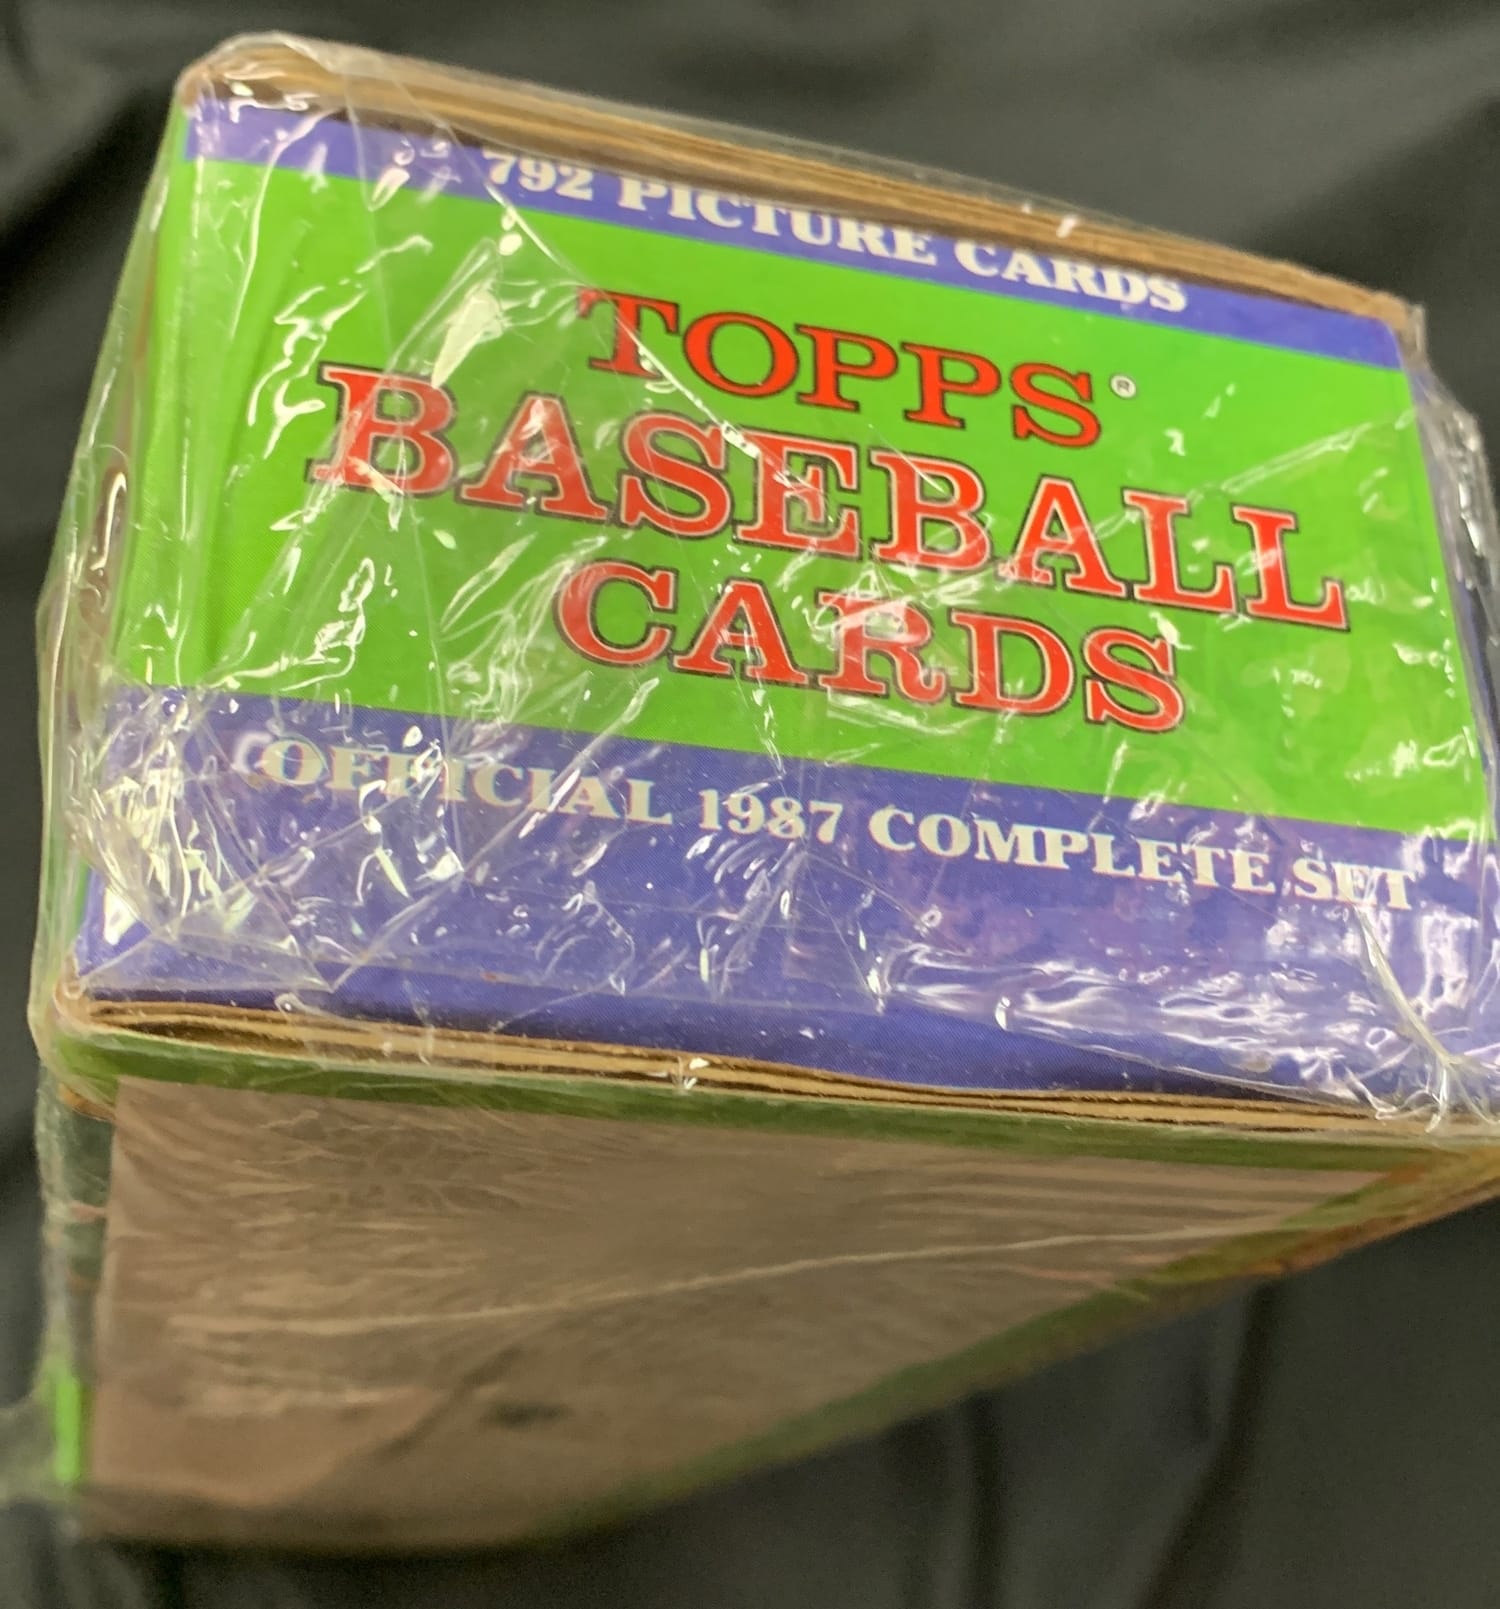 792 PICTURE CARDS
TOPPS®
BASEBALL
CARDS
OFFICIAL 1987 COMPLETE SET